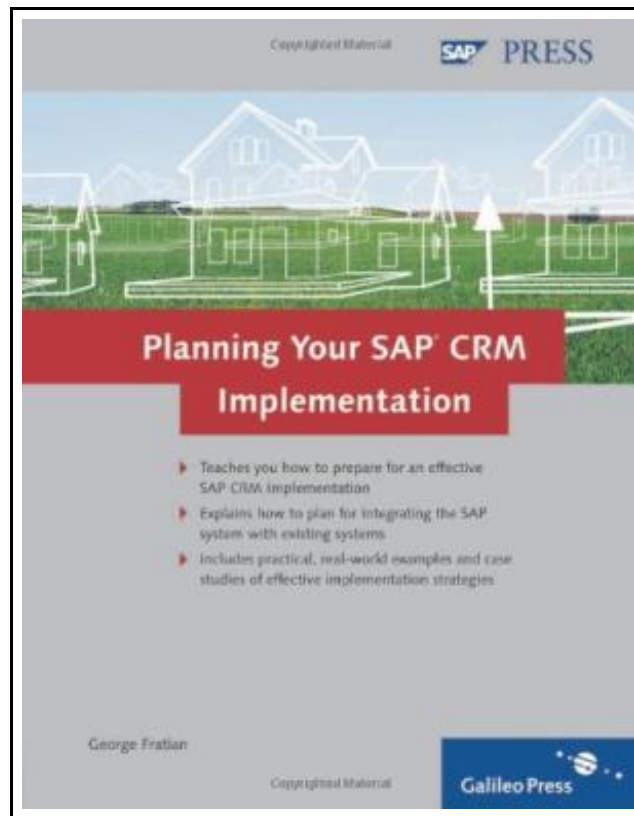 Copyrighted Material
SAP PRESS
Planning Your SAP® CRM
Implementation
Teaches you how to prepare for an effective
SAP CRM Implementation
Explains how to plan for integrating the SAP
system with existing systems
Includes practical, real-world examples and case
studies of effective implementation strategies
George Fratian
Copyrighted Material
Galileo Press